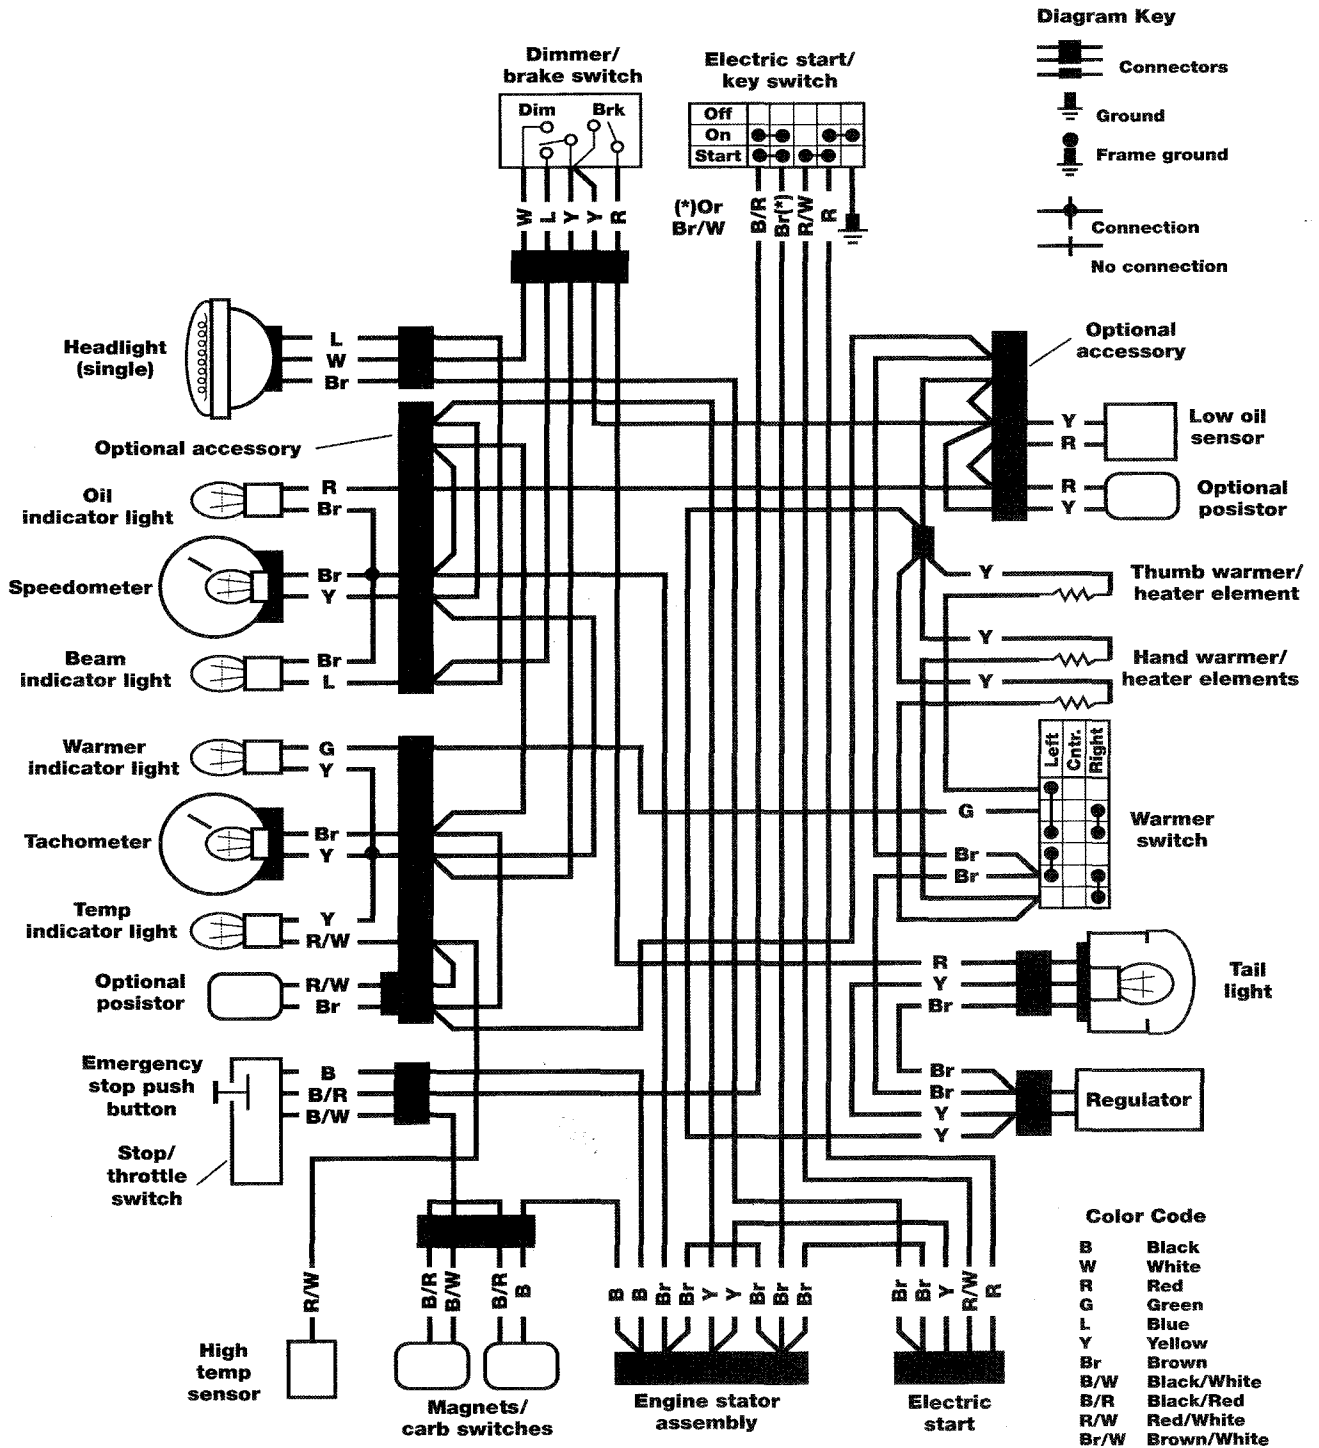 Diagram Key
Connectors
Ground
Frame ground
Connection
No connection
Dimmer/
brake switch
Dim
Brk
W
L
Y
Y
R
Electric start/
key switch
Off
On
Start
(*)Or
Br/W
B/R
Br(*)
R/W
R
Headlight
(single)
L
W
Br
Optional accessory
Oil
indicator light
R
Br
Speedometer
Br
Y
Beam
indicator light
Br
L
Warmer
indicator light
G
Y
Tachometer
Br
Y
Temp
indicator light
Y
R/W
Optional
posistor
R/W
Br
Emergency
stop push
button
B
B/R
B/W
Stop/
throttle
switch
Optional
accessory
Low oil
sensor
Y
R
Optional
posistor
R
Y
Thumb warmer/
heater element
Y
Hand warmer/
heater elements
Y
Y
Left
Cntr.
Right
Warmer
switch
G
Br
Br
Tail
light
R
Y
Br
Regulator
Br
Br
Y
Y
R/W
High
temp
sensor
B/R
B/W
B/R
B
Magnets/
carb switches
B
B
Br
Br
Y
Y
Br
Br
Br
Engine stator
assembly
Br
Br
Y
R/W
R
Electric
start
Color Code
B Black
W White
R Red
G Green
L Blue
Y Yellow
Br Brown
B/W Black/White
B/R Black/Red
R/W Red/White
Br/W Brown/White